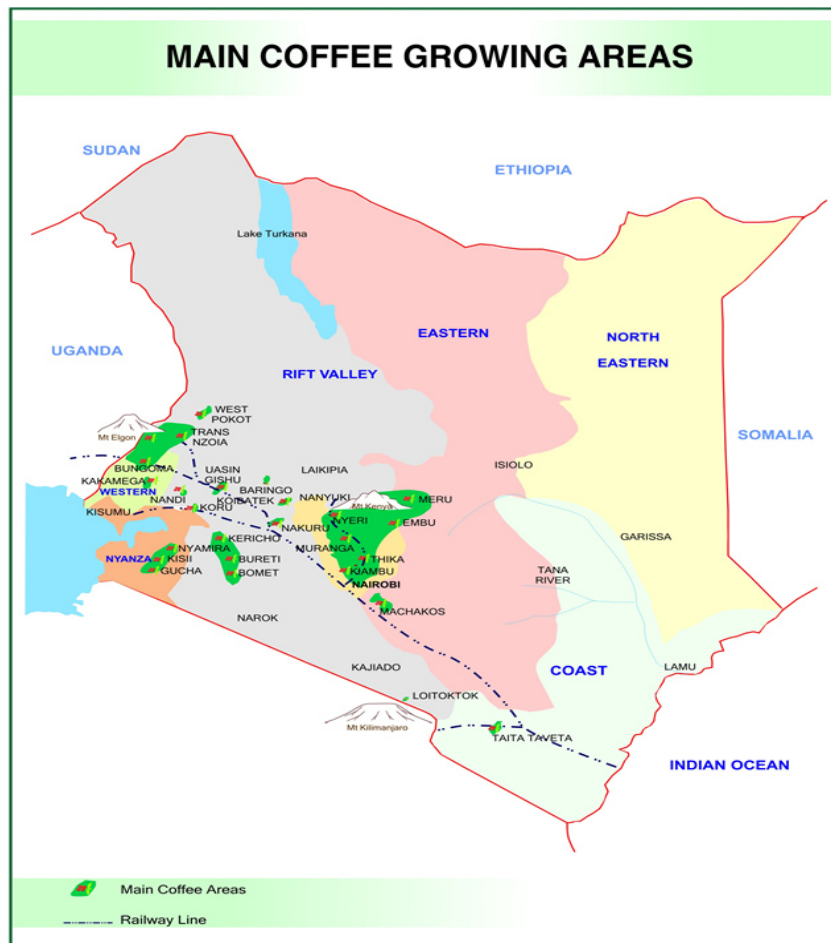 MAIN COFFEE GROWING AREAS
SUDAN
ETHIOPIA
Lake Turkana
UGANDA
EASTERN
NORTH
EASTERN
RIFT VALLEY
SOMALIA
WEST
POKOT
Mt Elgon
TRANS
NZOIA
BUNGOMA
UASIN
GISHU
LAIKIPIA
ISIOLO
KAKAMEGA
WESTERN
BARINGO
NANDI
KOIBATEK
NANYUKI
Mt Kenya
MERU
KISUMU
KORU
NYERI
EMBU
NAKURU
GARISSA
KERICHO
MURANGA
NYAMIRA
NYANZA
KISII
BURETI
THIKA
GUCHA
BOMET
KIAMBU
NAIROBI
TANA
RIVER
MACHAKOS
NAROK
KAJIADO
COAST
LAMU
LOITOKTOK
Mt Kilimanjaro
TAITA TAVETA
INDIAN OCEAN
Main Coffee Areas
Railway Line